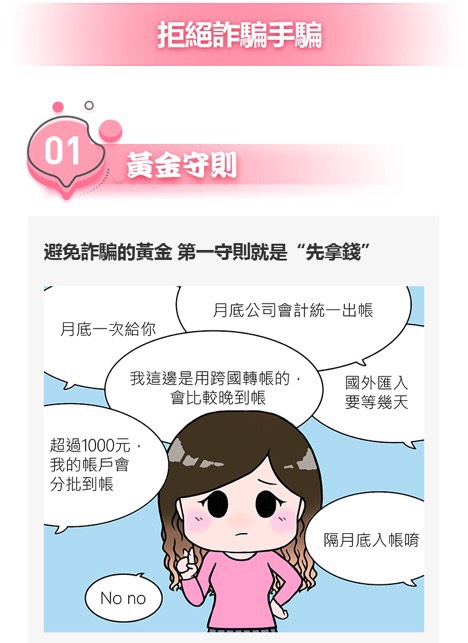 拒絕詐騙手騙
01
黃金守則
避免詐騙的黃金 第一守則就是“先拿錢”
月底公司會計統一出帳
月底一次給你
我這邊是用跨國轉帳的，
會比較晚到帳
國外匯入
要等幾天
超過1000元，
我的帳戶會
分批到帳
隔月底入帳唷
No no